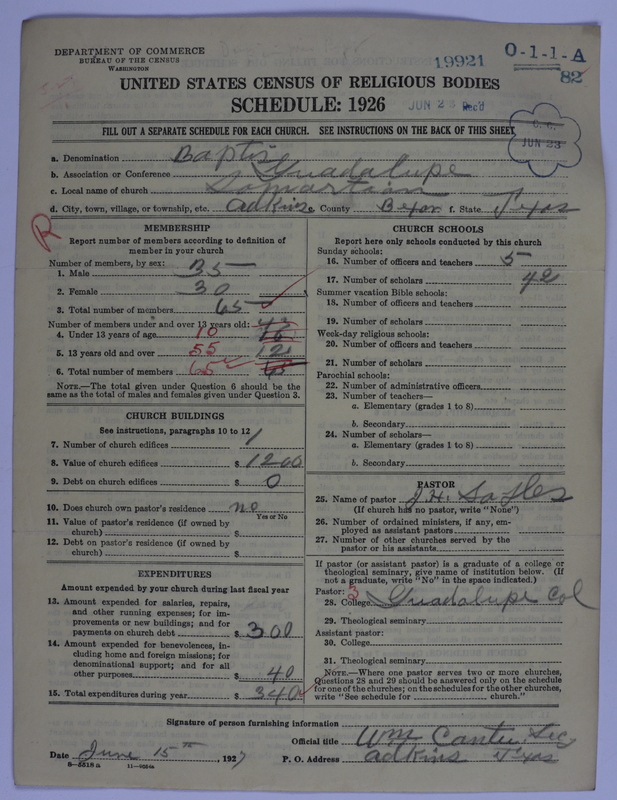 DEPARTMENT OF COMMERCE
BUREAU OF THE CENSUS
WASHINGTON
19921
0-1-1-A
82
UNITED STATES CENSUS OF RELIGIOUS BODIES
SCHEDULE: 1926
JUN 23 Rec'd
FILL OUT A SEPARATE SCHEDULE FOR EACH CHURCH. SEE INSTRUCTIONS ON THE BACK OF THIS SHEET
JUN 23
a. Denomination Baptis
b. Association or Conference Guadalupe
c. Local name of church
d. City, town, village, or township, etc. Adkins e. County Bexar f. State Texas
R
MEMBERSHIP
Report number of members according to definition of
member in your church
Number of members, by sex:
1. Male 35
2. Female 30
3. Total number of members 65
Number of members under and over 13 years old:
4. Under 13 years of age 10
5. 13 years old and over 55
6. Total number of members 65
NOTE.—The total given under Question 6 should be the
same as the total of males and females given under Question 3.
CHURCH BUILDINGS
See instructions, paragraphs 10 to 12
7. Number of church edifices 1
8. Value of church edifices $ 1200
9. Debt on church edifices $ 0
10. Does church own pastor's residence no
Yes or No
11. Value of pastor's residence (if owned by
church) $
12. Debt on pastor's residence (if owned by
church) $
EXPENDITURES
Amount expended by your church during last fiscal year
13. Amount expended for salaries, repairs,
and other running expenses; for im-
provements or new buildings; and for
payments on church debt $ 300
14. Amount expended for benevolences, in-
cluding home and foreign missions; for
denominational support; and for all
other purposes $ 40
15. Total expenditures during year $ 340
CHURCH SCHOOLS
Report here only schools conducted by this church
Sunday schools:
16. Number of officers and teachers 5
17. Number of scholars 42
Summer vacation Bible schools:
18. Number of officers and teachers
19. Number of scholars
Week-day religious schools:
20. Number of officers and teachers
21. Number of scholars
Parochial schools:
22. Number of administrative officers
23. Number of teachers—
a. Elementary (grades 1 to 8)
b. Secondary
24. Number of scholars—
a. Elementary (grades 1 to 8)
b. Secondary
PASTOR
25. Name of pastor J.H. Sayles
(If church has no pastor, write "None")
26. Number of ordained ministers, if any, em-
ployed as assistant pastors
27. Number of other churches served by the
pastor or his assistants
If pastor (or assistant pastor) is a graduate of a college or
theological seminary, give name of institution below. (If
not a graduate, write "No" in the space indicated.)
Pastor: 3
28. College Guadalupe Col
29. Theological seminary
Assistant pastor:
30. College
31. Theological seminary
NOTE.—Where one pastor serves two or more churches,
Questions 28 and 29 should be answered only on the schedule
for one of the churches; on the schedules for the other churches,
write "See schedule for church."
Signature of person furnishing information
Official title Wm Cantu, Sec
Date June 15th, 1927
P. O. Address Adkins Texas
8-5518a 11-9884a